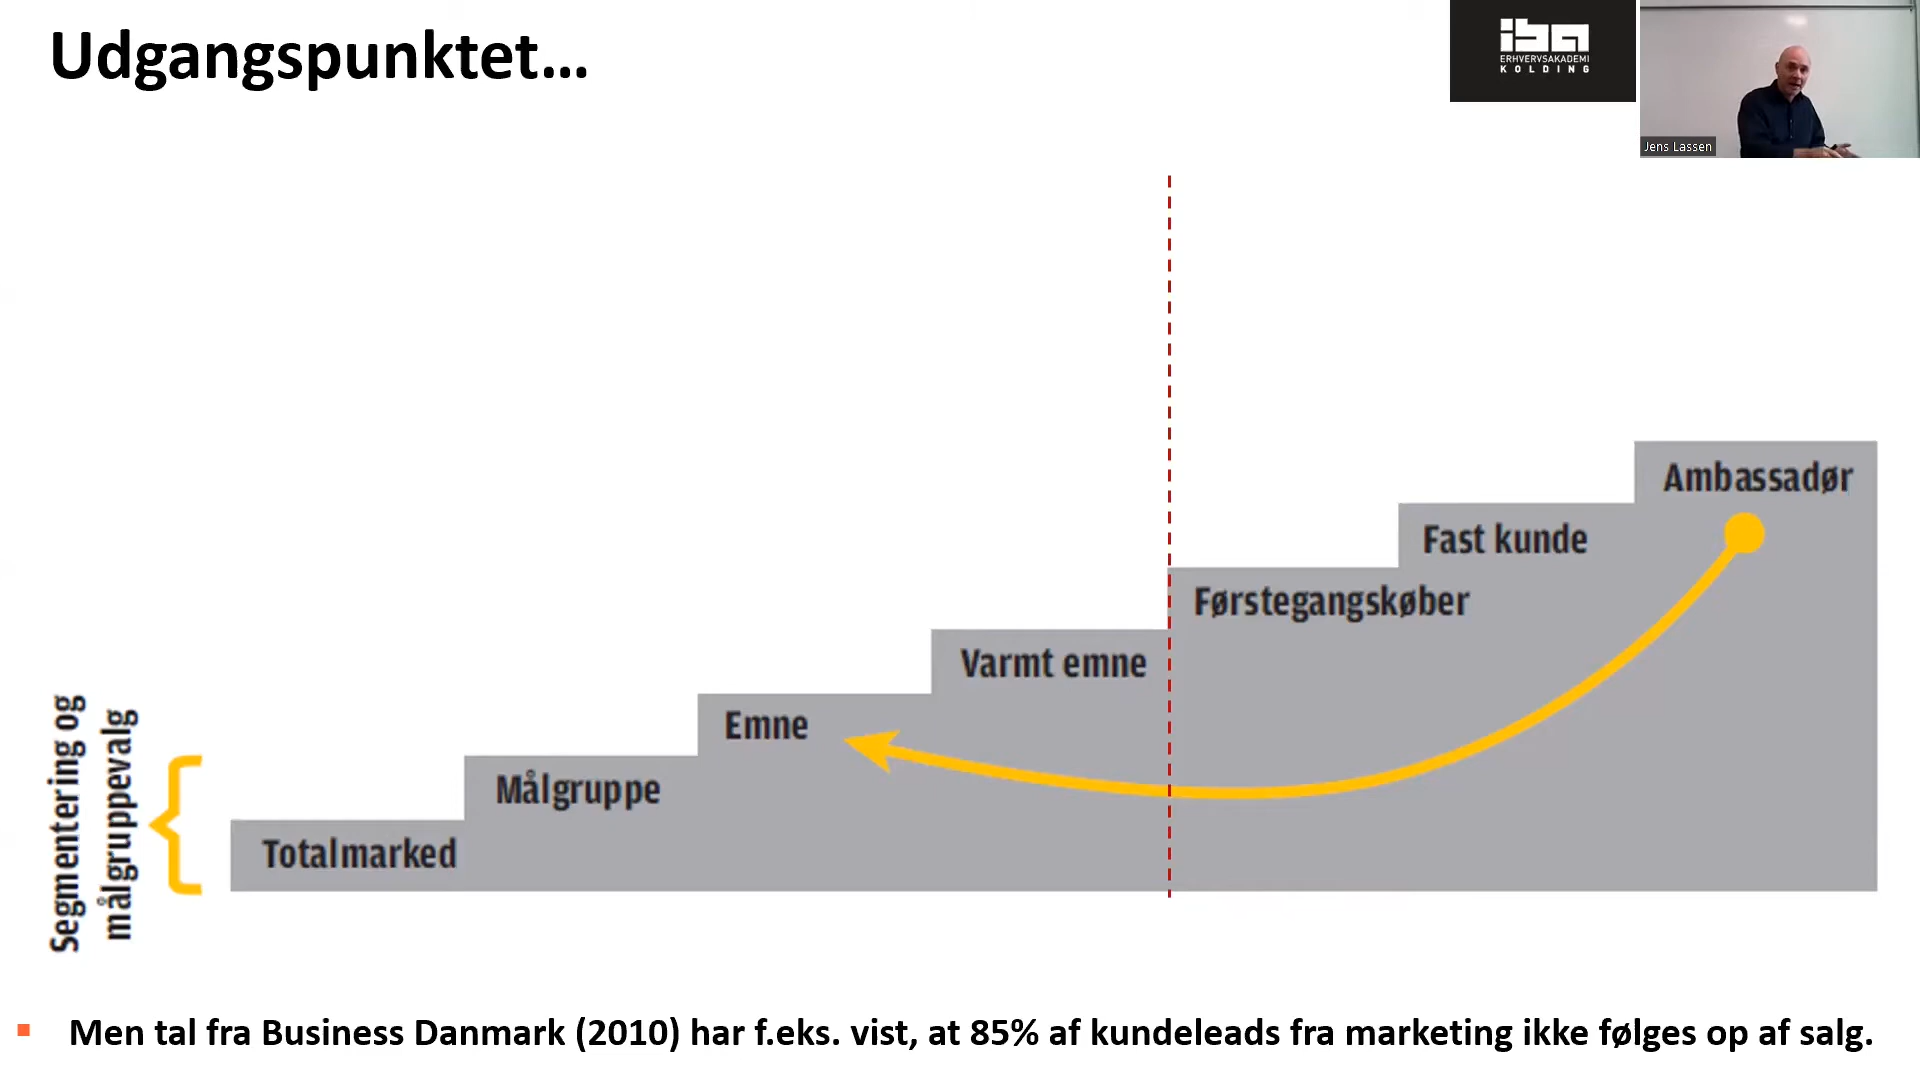 Udgangspunktet...
iba
ERHVERVSAKADEMI
KOLDING
Jens Lassen
Ambassadør
Fast kunde
Førstegangskøber
Varmt emne
Emne
Målgruppe
Totalmarked
Segmentering og
målgruppevalg
Men tal fra Business Danmark (2010) har f.eks. vist, at 85% af kundeleads fra marketing ikke følges op af salg.